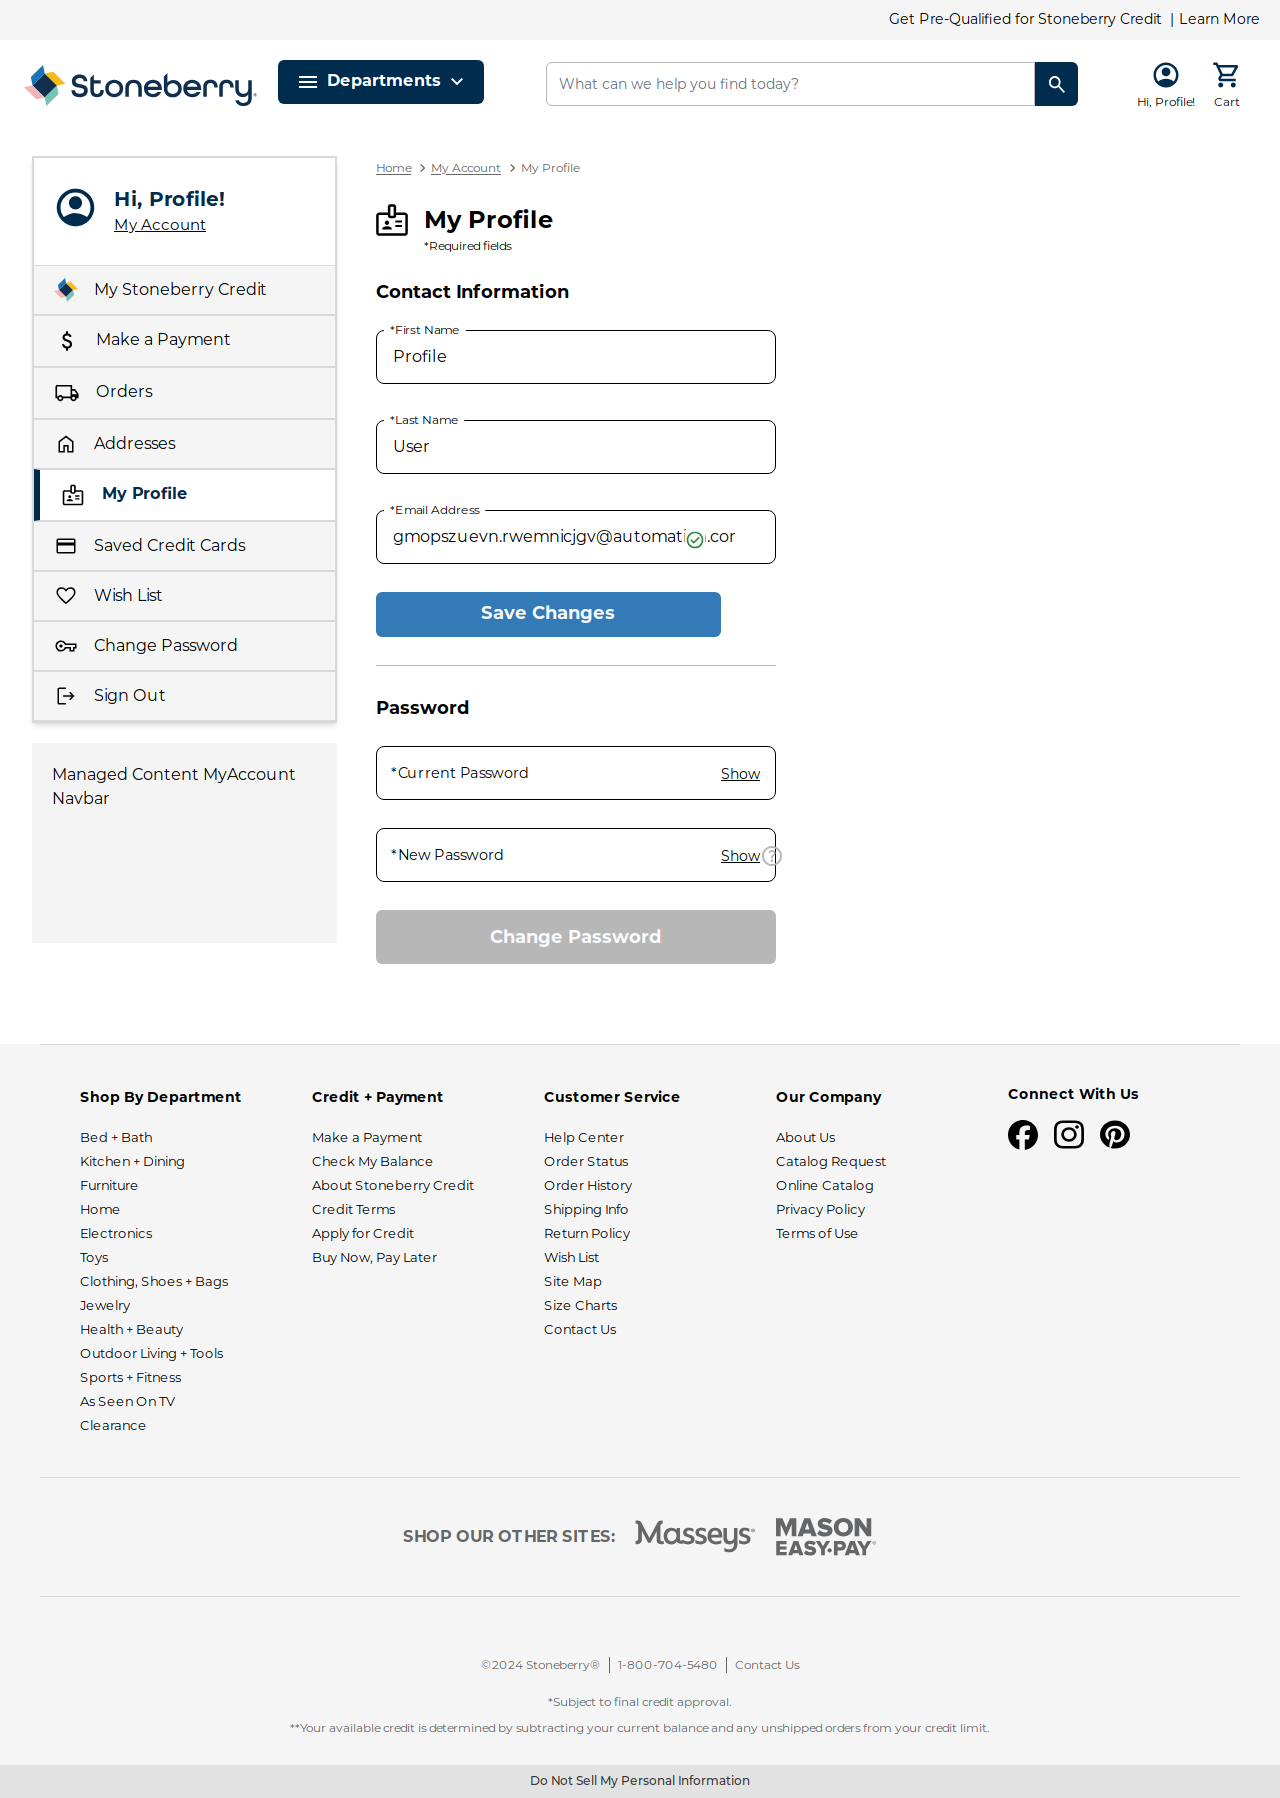 Get Pre-Qualified for Stoneberry Credit | Learn More
Stoneberry
Departments
What can we help you find today?
Hi, Profile!
Cart
Hi, Profile!
My Account
My Stoneberry Credit
Make a Payment
Orders
Addresses
My Profile
Saved Credit Cards
Wish List
Change Password
Sign Out
Managed Content MyAccount
Navbar
Home > My Account > My Profile
My Profile
*Required fields
Contact Information
*First Name
Profile
*Last Name
User
*Email Address
Save Changes
Password
*Current Password Show
*New Password Show
Change Password
Shop By Department
Bed + Bath
Kitchen + Dining
Furniture
Home
Electronics
Toys
Clothing, Shoes + Bags
Jewelry
Health + Beauty
Outdoor Living + Tools
Sports + Fitness
As Seen On TV
Clearance
Credit + Payment
Make a Payment
Check My Balance
About Stoneberry Credit
Credit Terms
Apply for Credit
Buy Now, Pay Later
Customer Service
Help Center
Order Status
Order History
Shipping Info
Return Policy
Wish List
Site Map
Size Charts
Contact Us
Our Company
About Us
Catalog Request
Online Catalog
Privacy Policy
Terms of Use
Connect With Us
SHOP OUR OTHER SITES:
Masseys
MASON
EASY•PAY
©2024 Stoneberry® | 1-800-704-5480 | Contact Us
*Subject to final credit approval.
**Your available credit is determined by subtracting your current balance and any unshipped orders from your credit limit.
Do Not Sell My Personal Information